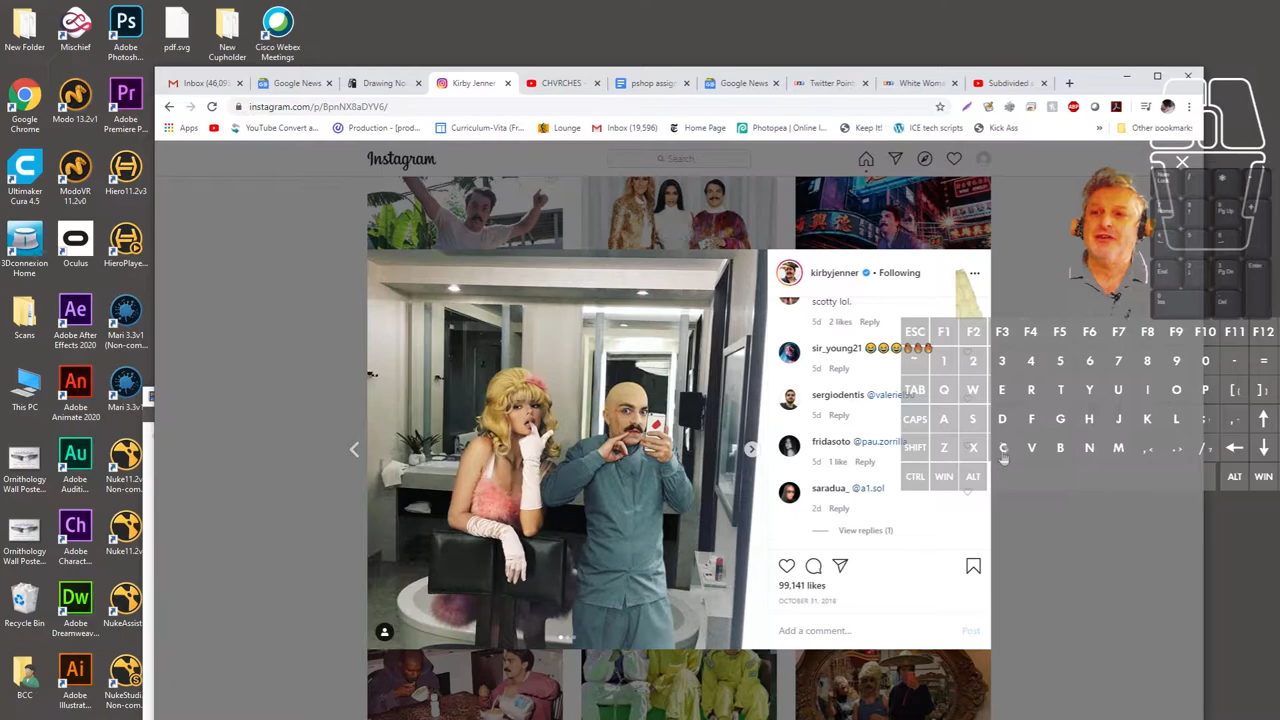 New Folder
Mischief
Adobe Photosh...
pdf.svg
New Cupholder
Cisco Webex Meetings
Google Chrome
Modo 13.2v1
Adobe Premiere P...
Ultimaker Cura 4.5
ModoVR 11.2v0
Hiero11.2v3
3Dconnexion Home
Oculus
HieroPlaye...
Scans
Adobe After Effects 2020
Mari 3.3v1 (Non-com...
This PC
Adobe Animate 2020
Mari 3.3v1
Ornithology Wall Poste...
Adobe Auditi...
Nuke11.2v3 Non-com...
Ornithology Wall Poste...
Adobe Charact...
Nuke11.2v...
Recycle Bin
Adobe Dreamweav...
NukeAssist...
BCC
Adobe Illustrat...
NukeStudi... Non-com...
Inbox (46,09
Google News
Drawing No
Kirby Jenner
CHVRCHES -
pshop assig
Google News
Twitter Point
White Wom
Subdivided
instagram.com/p/BpnNX8aDYV6/
Apps
YouTube Convert a...
Production - [prod...
Curriculum-Vita (Fr...
Lounge
Inbox (19,596)
Home Page
Photopea | Online I...
Keep It!
ICE tech scripts
Kick Ass
»
Other bookmarks
Instagram
Search
kirbyjenner • Following
scotty lol.
5d 2 likes Reply
sir_young21 😂😂😂🔥🔥🔥
5d Reply
sergiodentis
5d Reply
fridasoto @pau.zorrilla
5d 1 like Reply
saradua_ @a1.sol
2d Reply
View replies (1)
99,141 likes
OCTOBER 31, 2018
Add a comment...
Post
ESC F1 F2 F3 F4 F5 F6 F7 F8 F9 F10 F11 F12
~ 1 2 3 4 5 6 7 8 9 0 - =
TAB Q W E R T Y U I O P [{ ]}
CAPS A S D F G H J K L
SHIFT Z X C V B N M ,< .> /?
CTRL WIN ALT ALT WIN